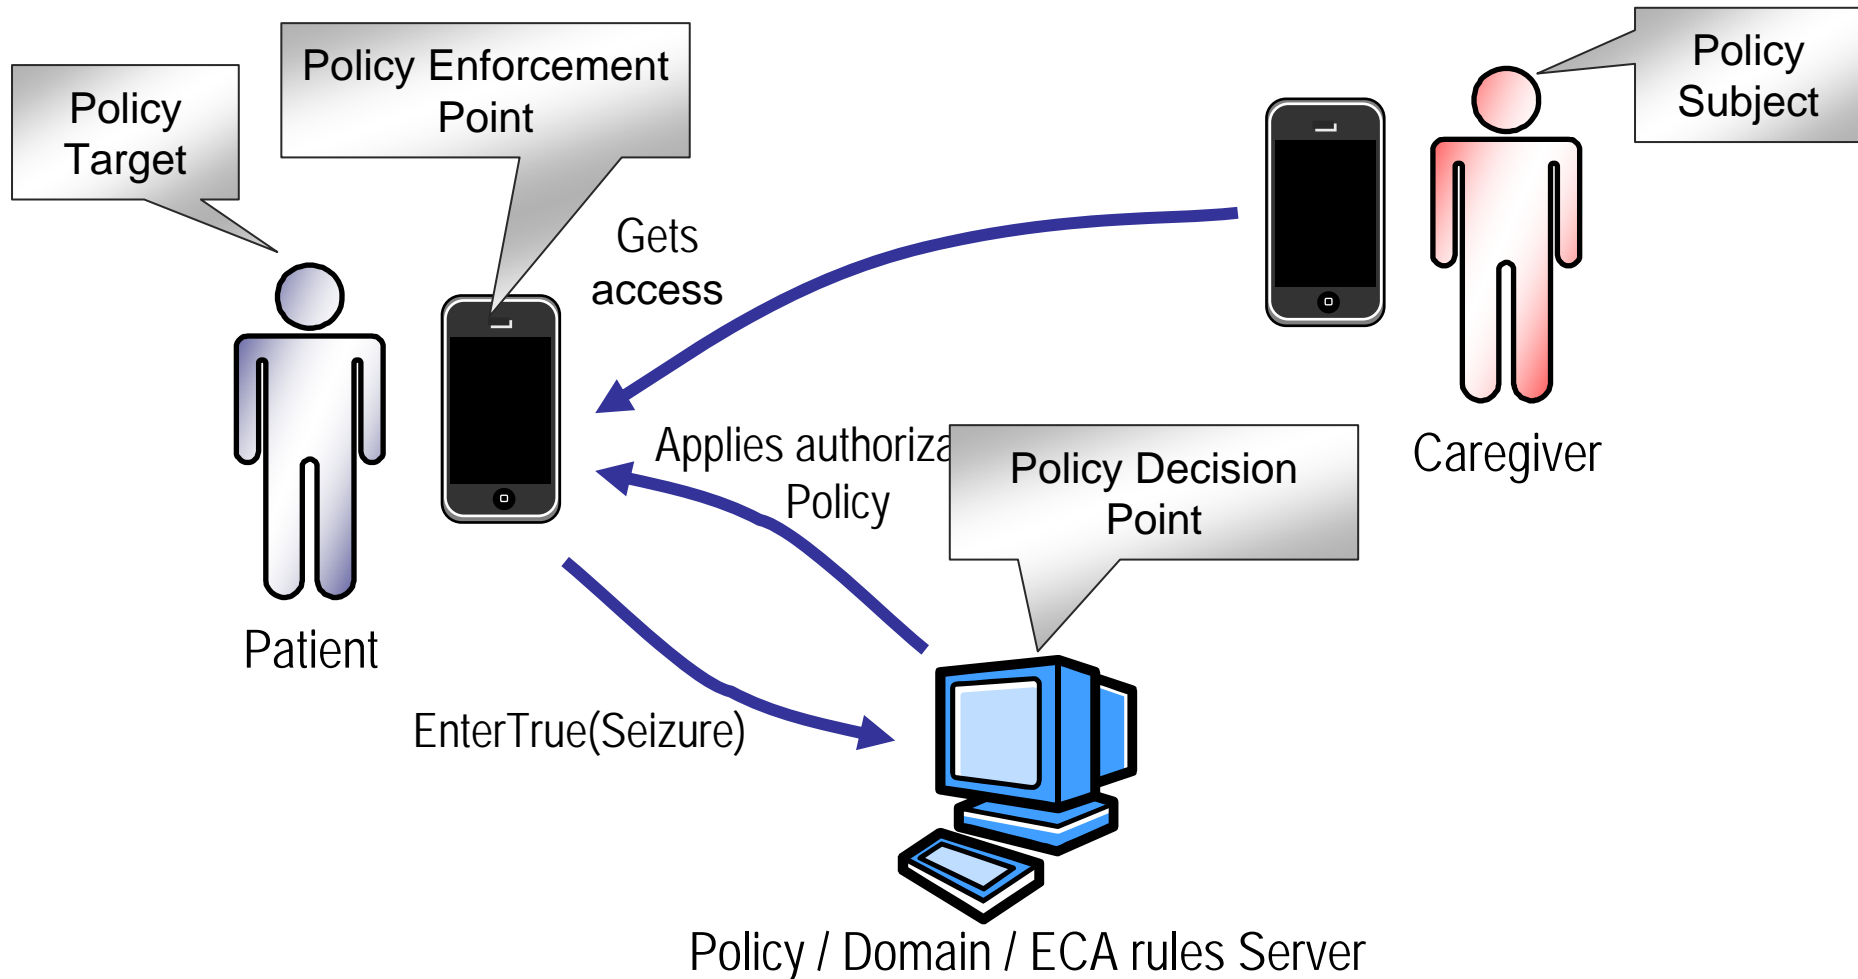 Policy Enforcement
Point
Policy
Target
Policy
Subject
Gets
access
Applies authoriza
Policy
Policy Decision
Point
Caregiver
Patient
EnterTrue(Seizure)
Policy / Domain / ECA rules Server